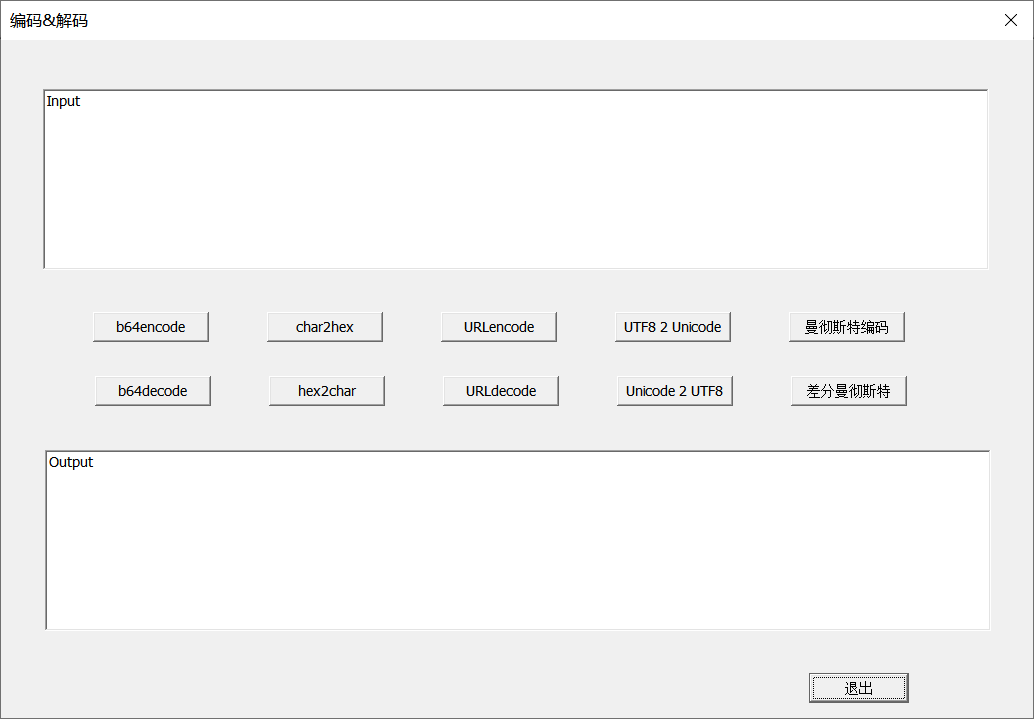 编码&解码
Input
b64encode
char2hex
URLencode
UTF8 2 Unicode
曼彻斯特编码
b64decode
hex2char
URLdecode
Unicode 2 UTF8
差分曼彻斯特
Output
退出